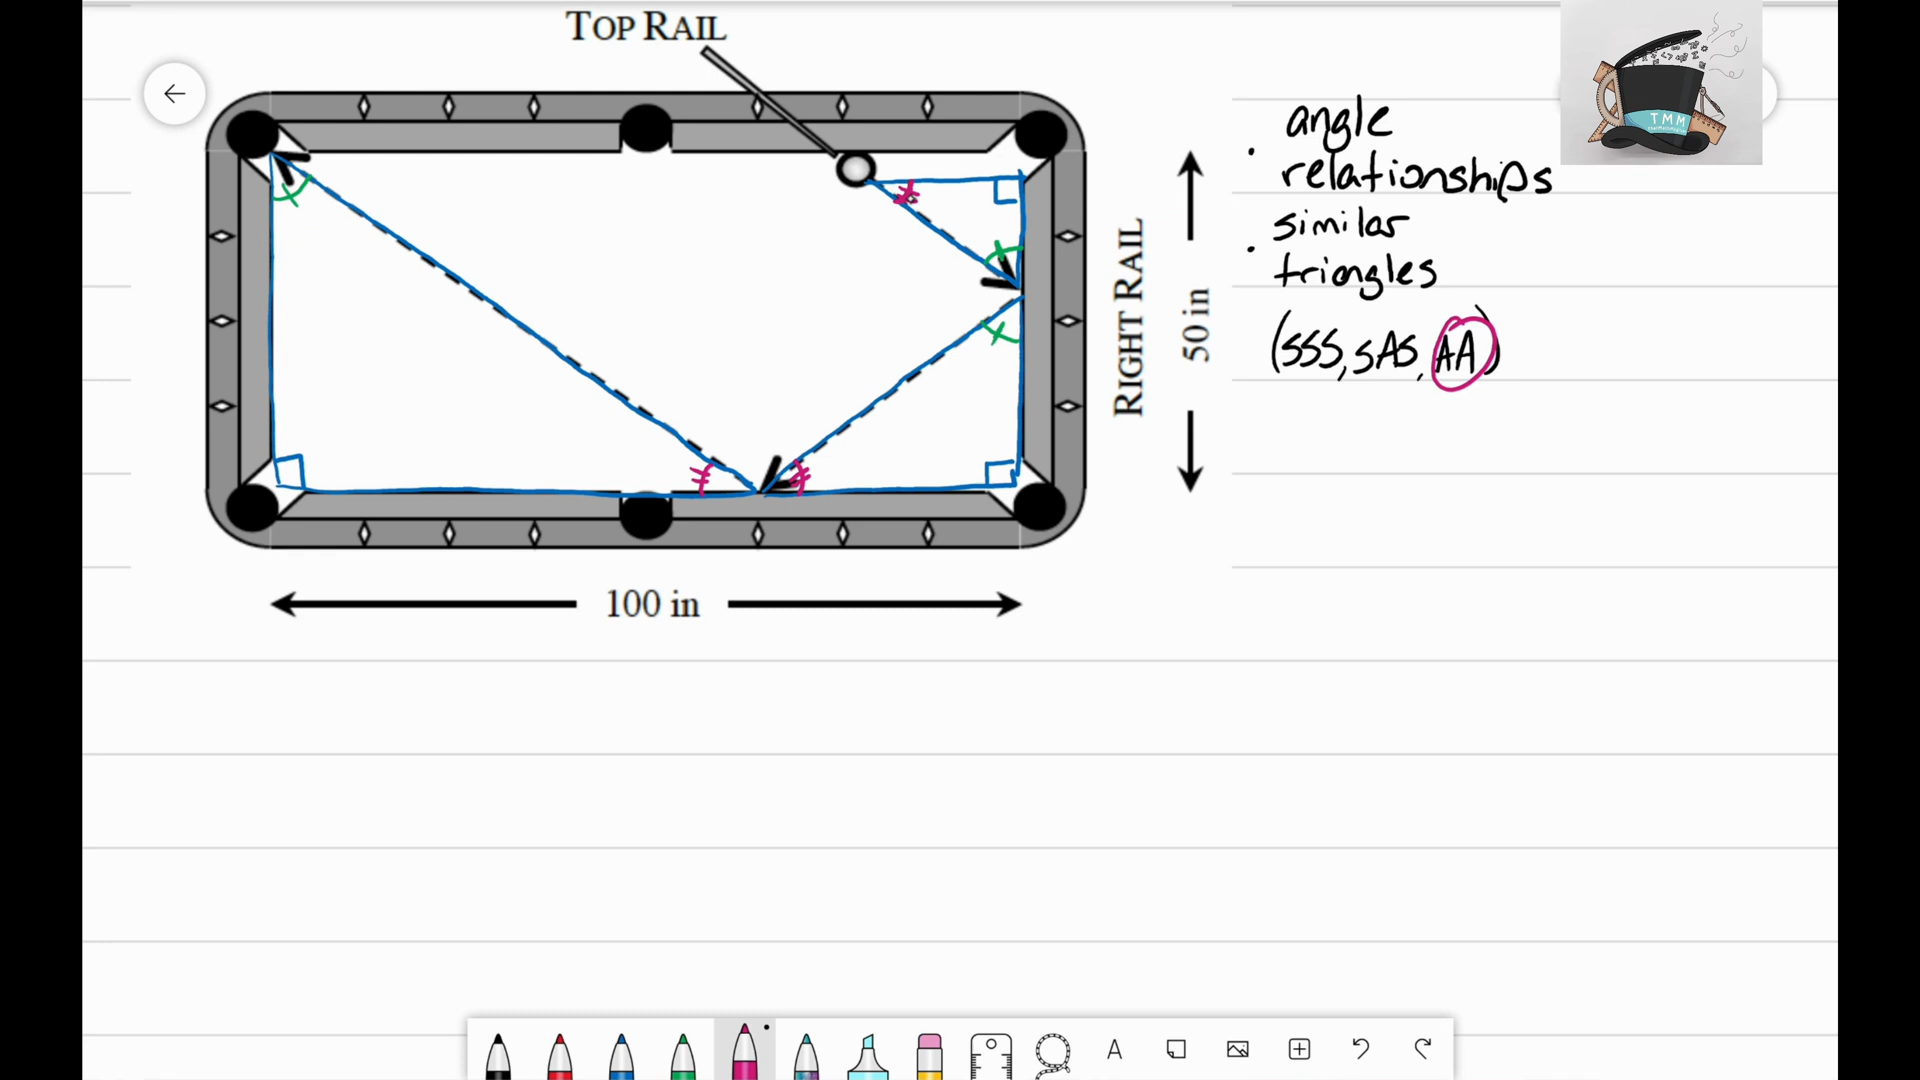 TOP RAIL
RIGHT RAIL
50 in
100 in
angle
relationships
similar
triangles
(SSS, SAS, AA)
TMM
A